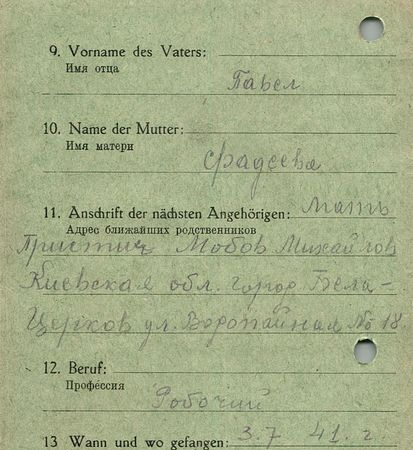 9. Vorname des Vaters:
Имя отца
Павел
10. Name der Mutter:
Имя матери
Фадеева
11. Anschrift der nächsten Angehörigen: Мать
Адрес ближайших родственников
Киевская обл. город Бела-
Церков ул. № 18.
12. Beruf:
Профессия
Робочий
13 Wann und wo gefangen: 3.7 41. г.